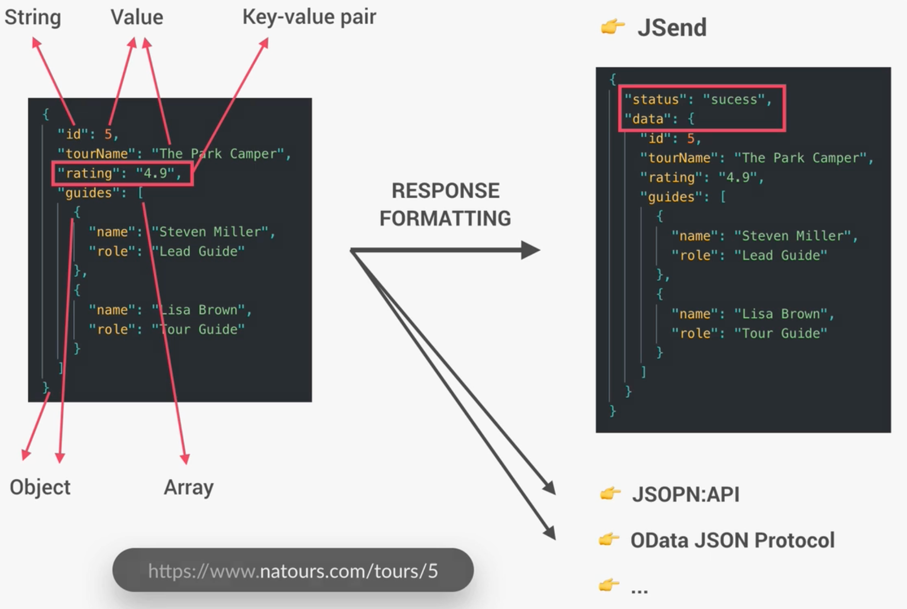 String
Value
Key-value pair
{
"id": 5,
"tourName": "The Park Camper",
"rating": "4.9",
"guides": [
{
"name": "Steven Miller",
"role": "Lead Guide"
},
{
"name": "Lisa Brown",
"role": "Tour Guide"
}
]
}
Object
Array
https://www.natours.com/tours/5
RESPONSE
FORMATTING
JSend
{
"status": "sucess",
"data": {
"id": 5,
"tourName": "The Park Camper",
"rating": "4.9",
"guides": [
{
"name": "Steven Miller",
"role": "Lead Guide"
},
{
"name": "Lisa Brown",
"role": "Tour Guide"
}
]
}
}
JSOPN:API
OData JSON Protocol
...